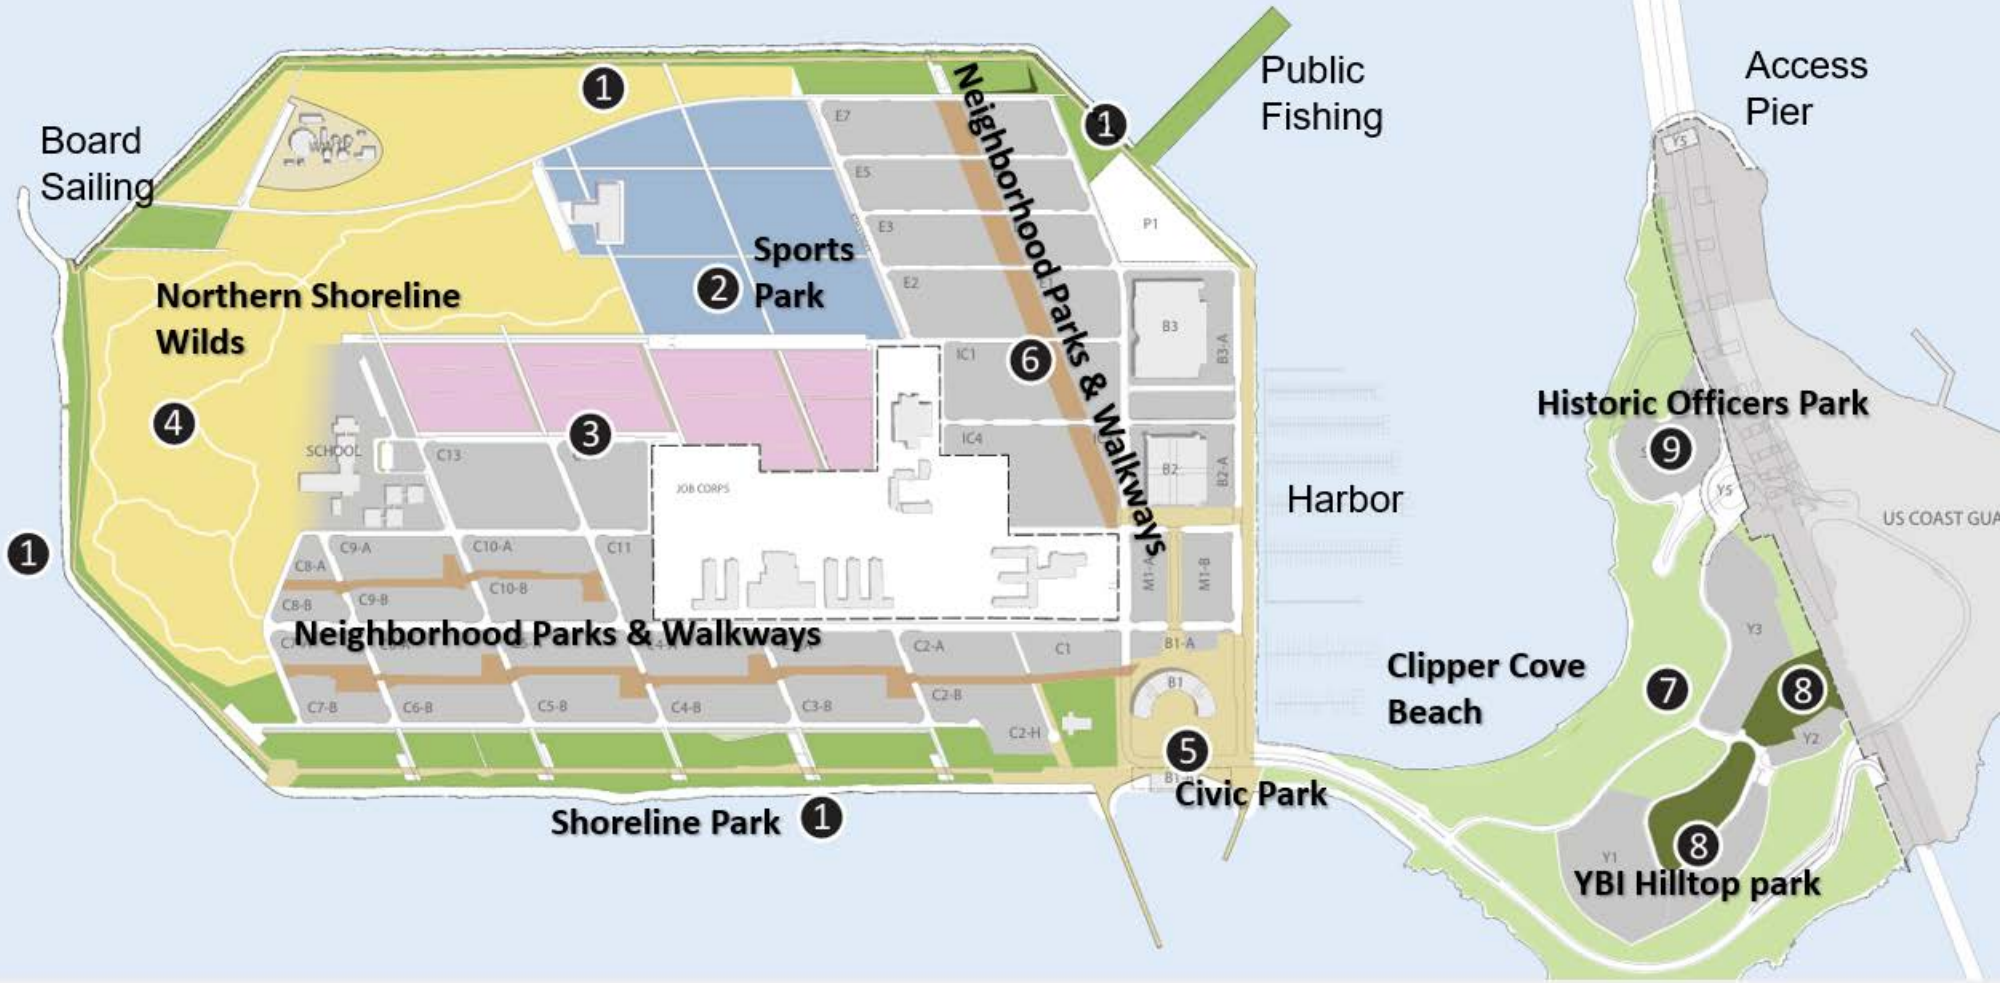 Board
Sailing
1
1
Public
Fishing
Access
Pier
Y5
E7
E5
E3
E2
P1
Sports
Park
2
Northern Shoreline
Wilds
4
Neighborhood Parks & Walkways
B3
B3-A
IC1
6
IC4
B2
B2-A
SCHOOL
C13
3
JOB CORPS
Harbor
Historic Officers Park
9
Y5
US COAST GUA
1
C8-A
C9-A
C10-A
C11
C8-B
C9-B
C10-B
M1-A
M1-B
Neighborhood Parks & Walkways
C2-A
C1
B1-A
B1
C7-B
C6-B
C5-B
C4-B
C3-B
C2-B
C2-H
5
Civic Park
Shoreline Park
1
Clipper Cove
Beach
7
Y3
8
Y2
8
Y1
YBI Hilltop park